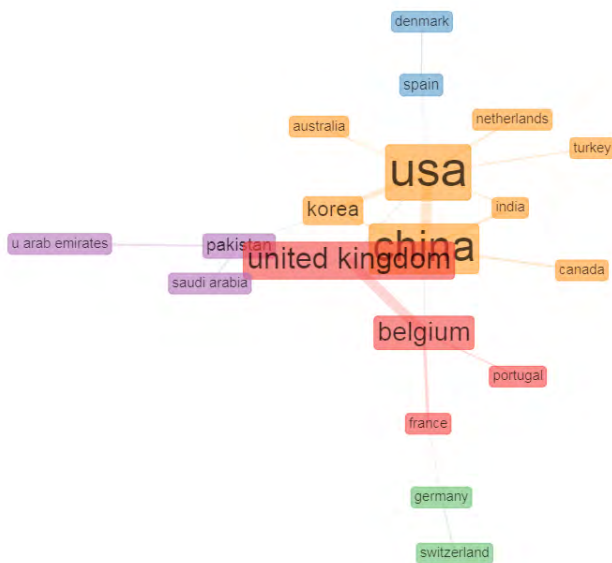 denmark
spain
australia
netherlands
turkey
usa
korea
india
u arab emirates
pakistan
china
united kingdom
saudi arabia
canada
belgium
portugal
france
germany
switzerland